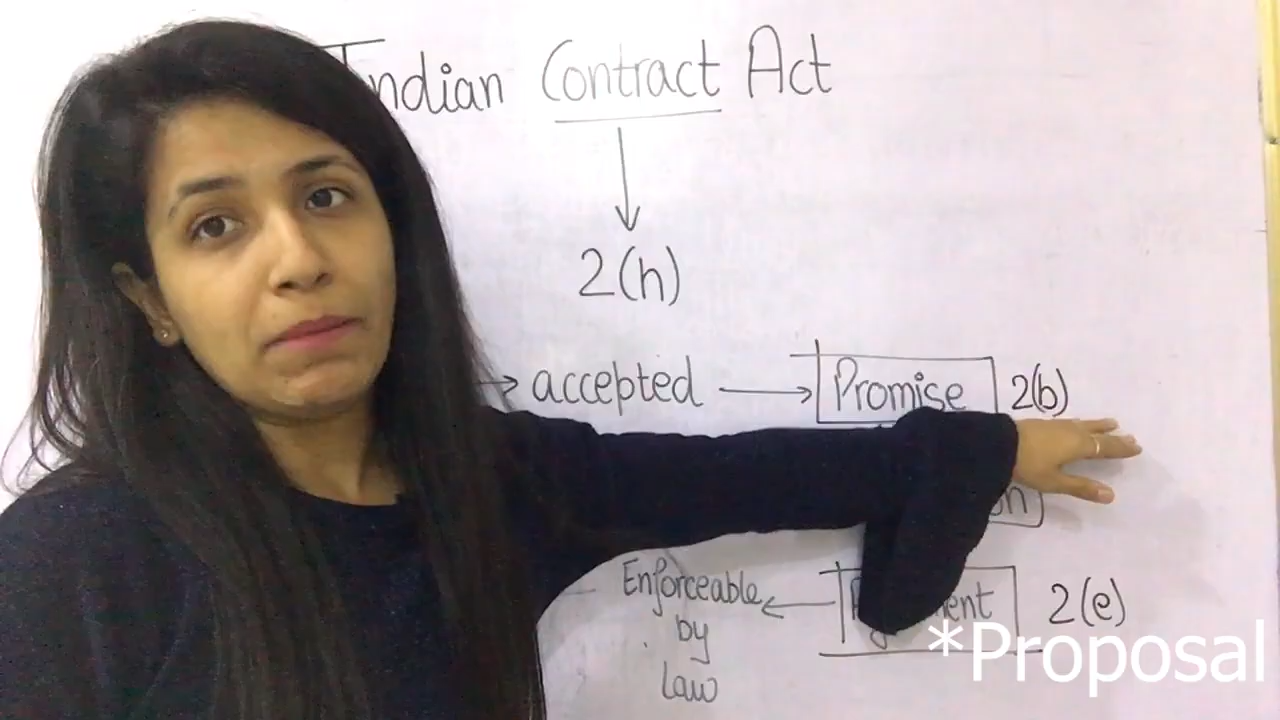 Indian Contract Act
2(h)
accepted Promise 2(b)
Enforceable 2(e)
by
law
*Proposal